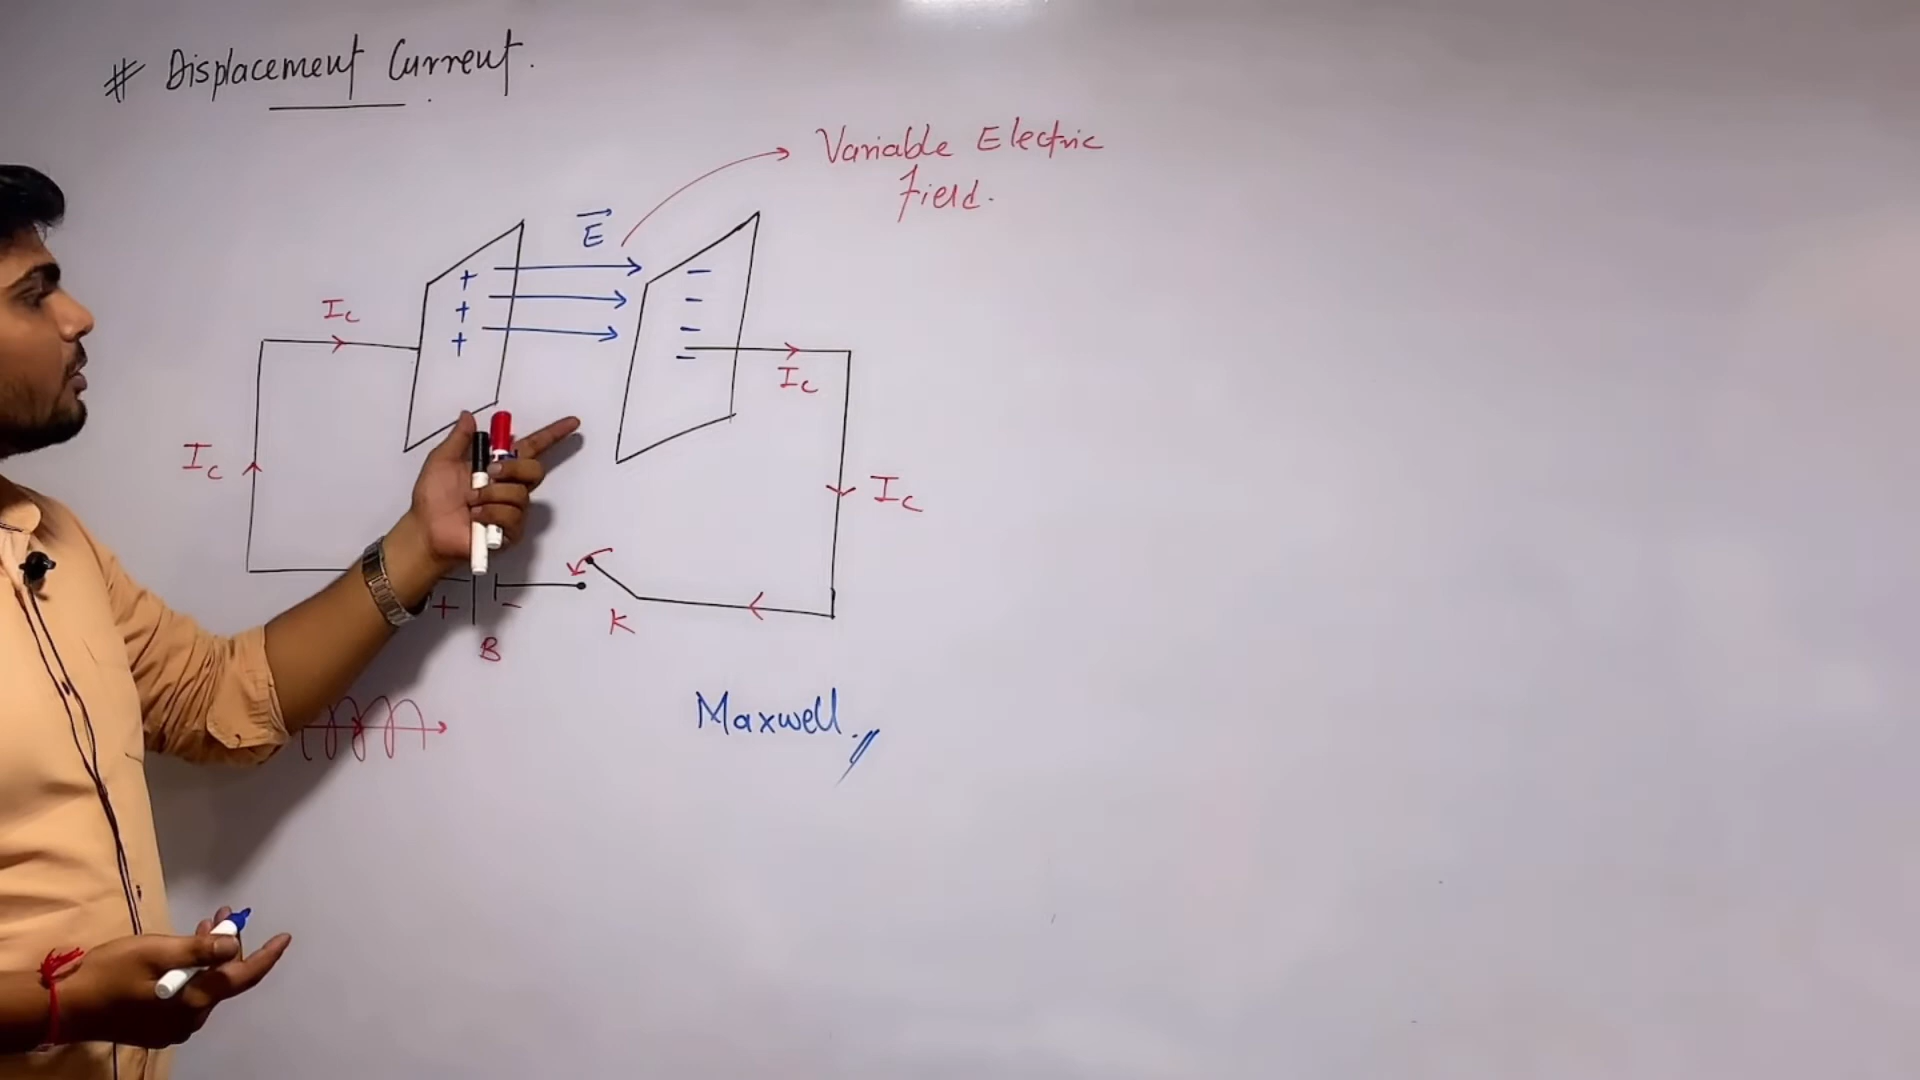 # Displacement Current.
Variable Electric
field.
E
+
+
+
-
-
-
-
Ic
Ic
Ic
Ic
+ -
K
B
Maxwell.